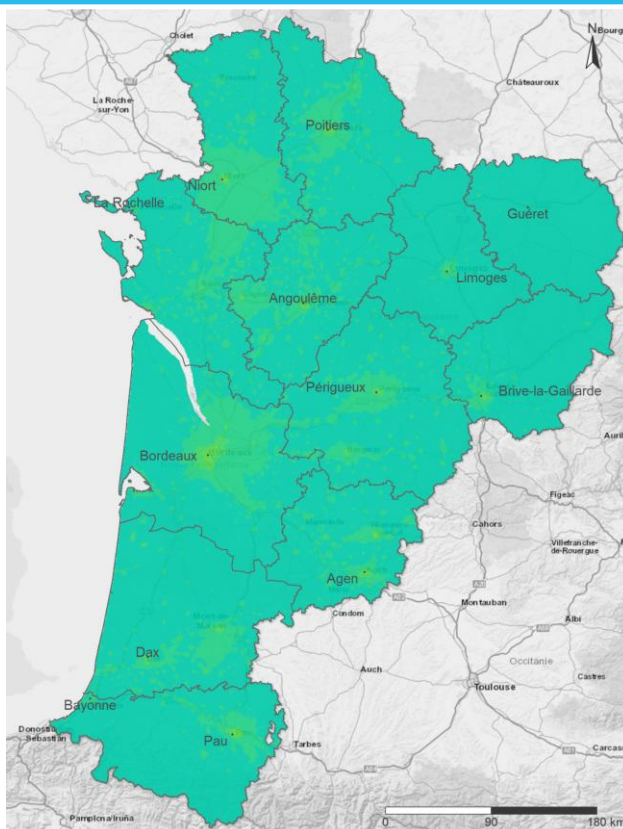 Cholet
N
Bourg
La Roche-
sur-Yon
Châteauroux
Poitiers
Niort
La Rochelle
Guéret
Limoges
Angoulême
Périgueux
Brive-la-Gaillarde
Bordeaux
Auril
Figeac
Cahors
Villefranche-
de-Rouergue
Agen
Montauban
Condom
Albi
Dax
Auch
Occitanie
Castres
Toulouse
Bayonne
Donostia
Sebastián
Pau
Tarbes
Carcass
Pamplona/Iruña
0 90 180 km